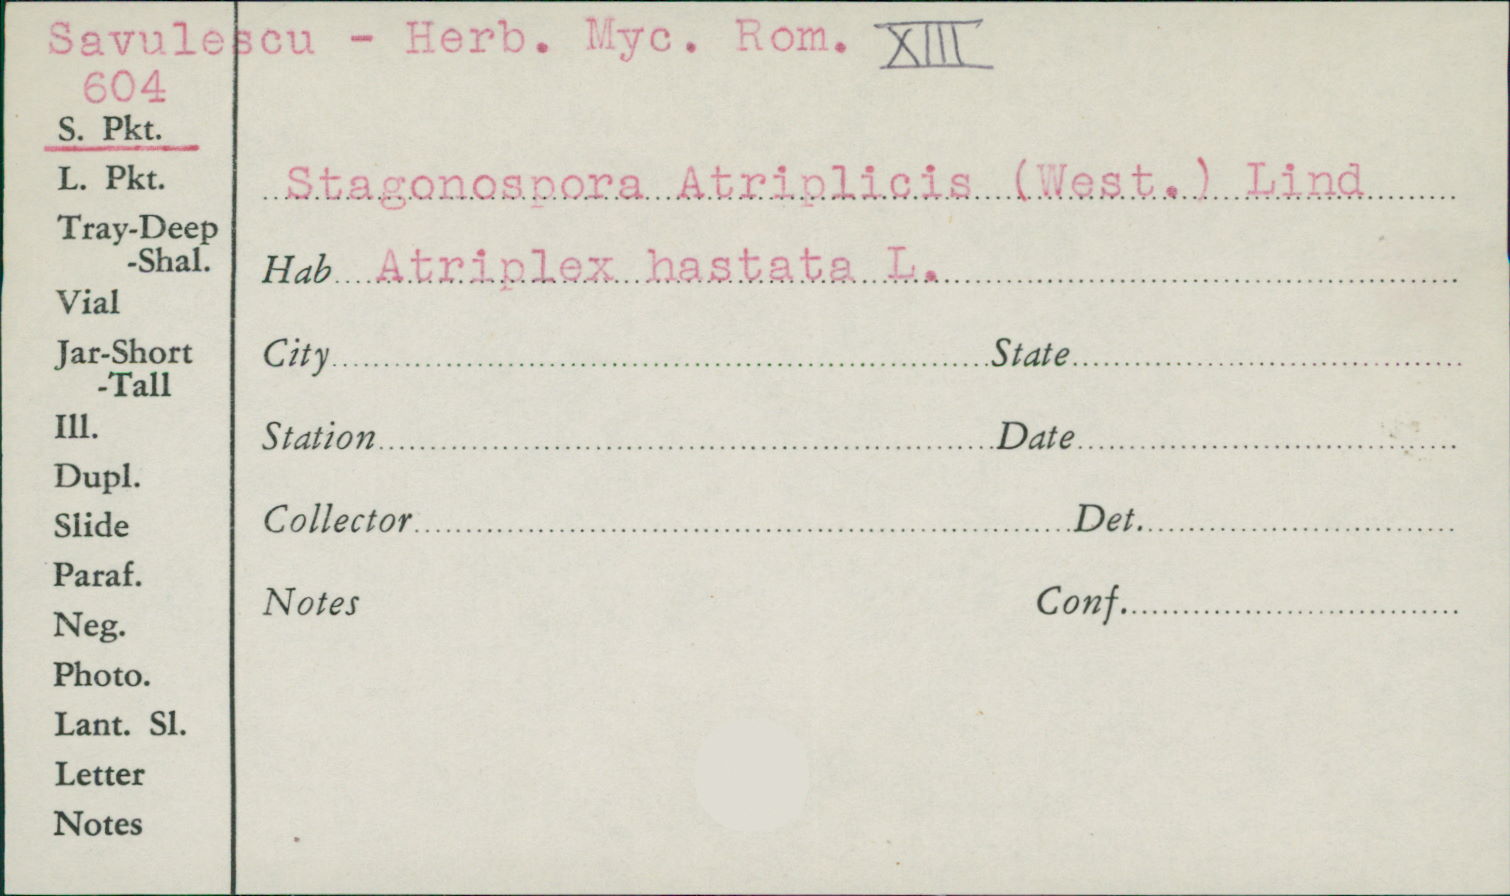 Savulescu - Herb. Myc. Rom. XIII
604
S. Pkt.
L. Pkt.
Stagonospora Atriplicis (West.) Lind
Tray-Deep
-Shal.
Hab Atriplex hastata L.
Vial
Jar-Short
-Tall
City State
Ill.
Station Date
Dupl.
Slide
Collector Det.
Paraf.
Neg.
Notes Conf.
Photo.
Lant. Sl.
Letter
Notes